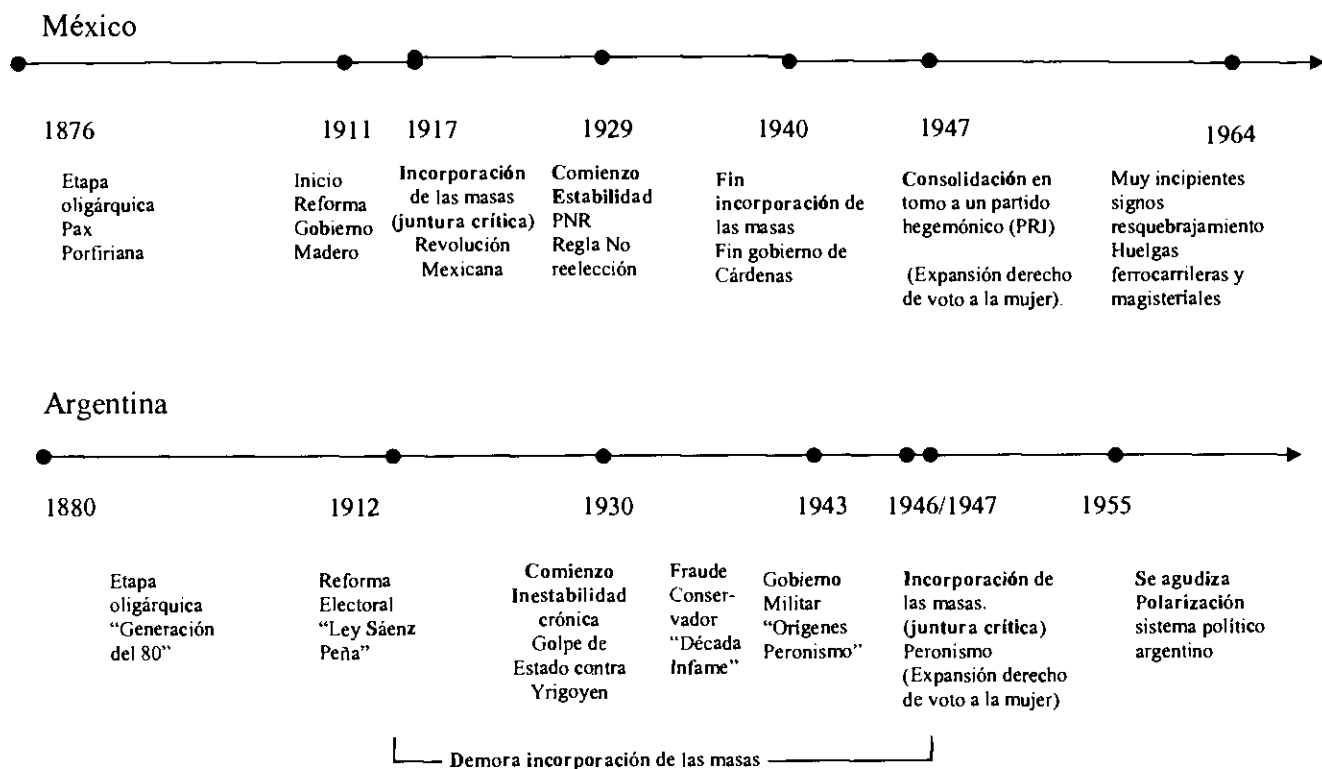 México
1876
1911
1917
1929
1940
1947
1964
Etapa
oligárquica
Pax
Porfiriana
Inicio
Reforma
Gobierno
Madero
Incorporación
de las masas
(juntura crítica)
Revolución
Mexicana
Comienzo
Estabilidad
PNR
Regla No
reelección
Fin
incorporación de
las masas
Fin gobierno de
Cárdenas
Consolidación en
torno a un partido
hegemónico (PRI)
(Expansión derecho
de voto a la mujer).
Muy incipientes
signos
resquebrajamiento
Huelgas
ferrocarrileras y
magisteriales
Argentina
1880
1912
1930
1943
1946/1947
1955
Etapa
oligárquica
“Generación
del 80”
Reforma
Electoral
“Ley Sáenz
Peña”
Comienzo
Inestabilidad
crónica
Golpe de
Estado contra
Yrigoyen
Fraude
Conser-
vador
“Década
Infame”
Gobierno
Militar
“Orígenes
Peronismo”
Incorporación de
las masas.
(juntura crítica)
Peronismo
(Expansión derecho
de voto a la mujer)
Se agudiza
Polarización
sistema político
argentino
Demora incorporación de las masas